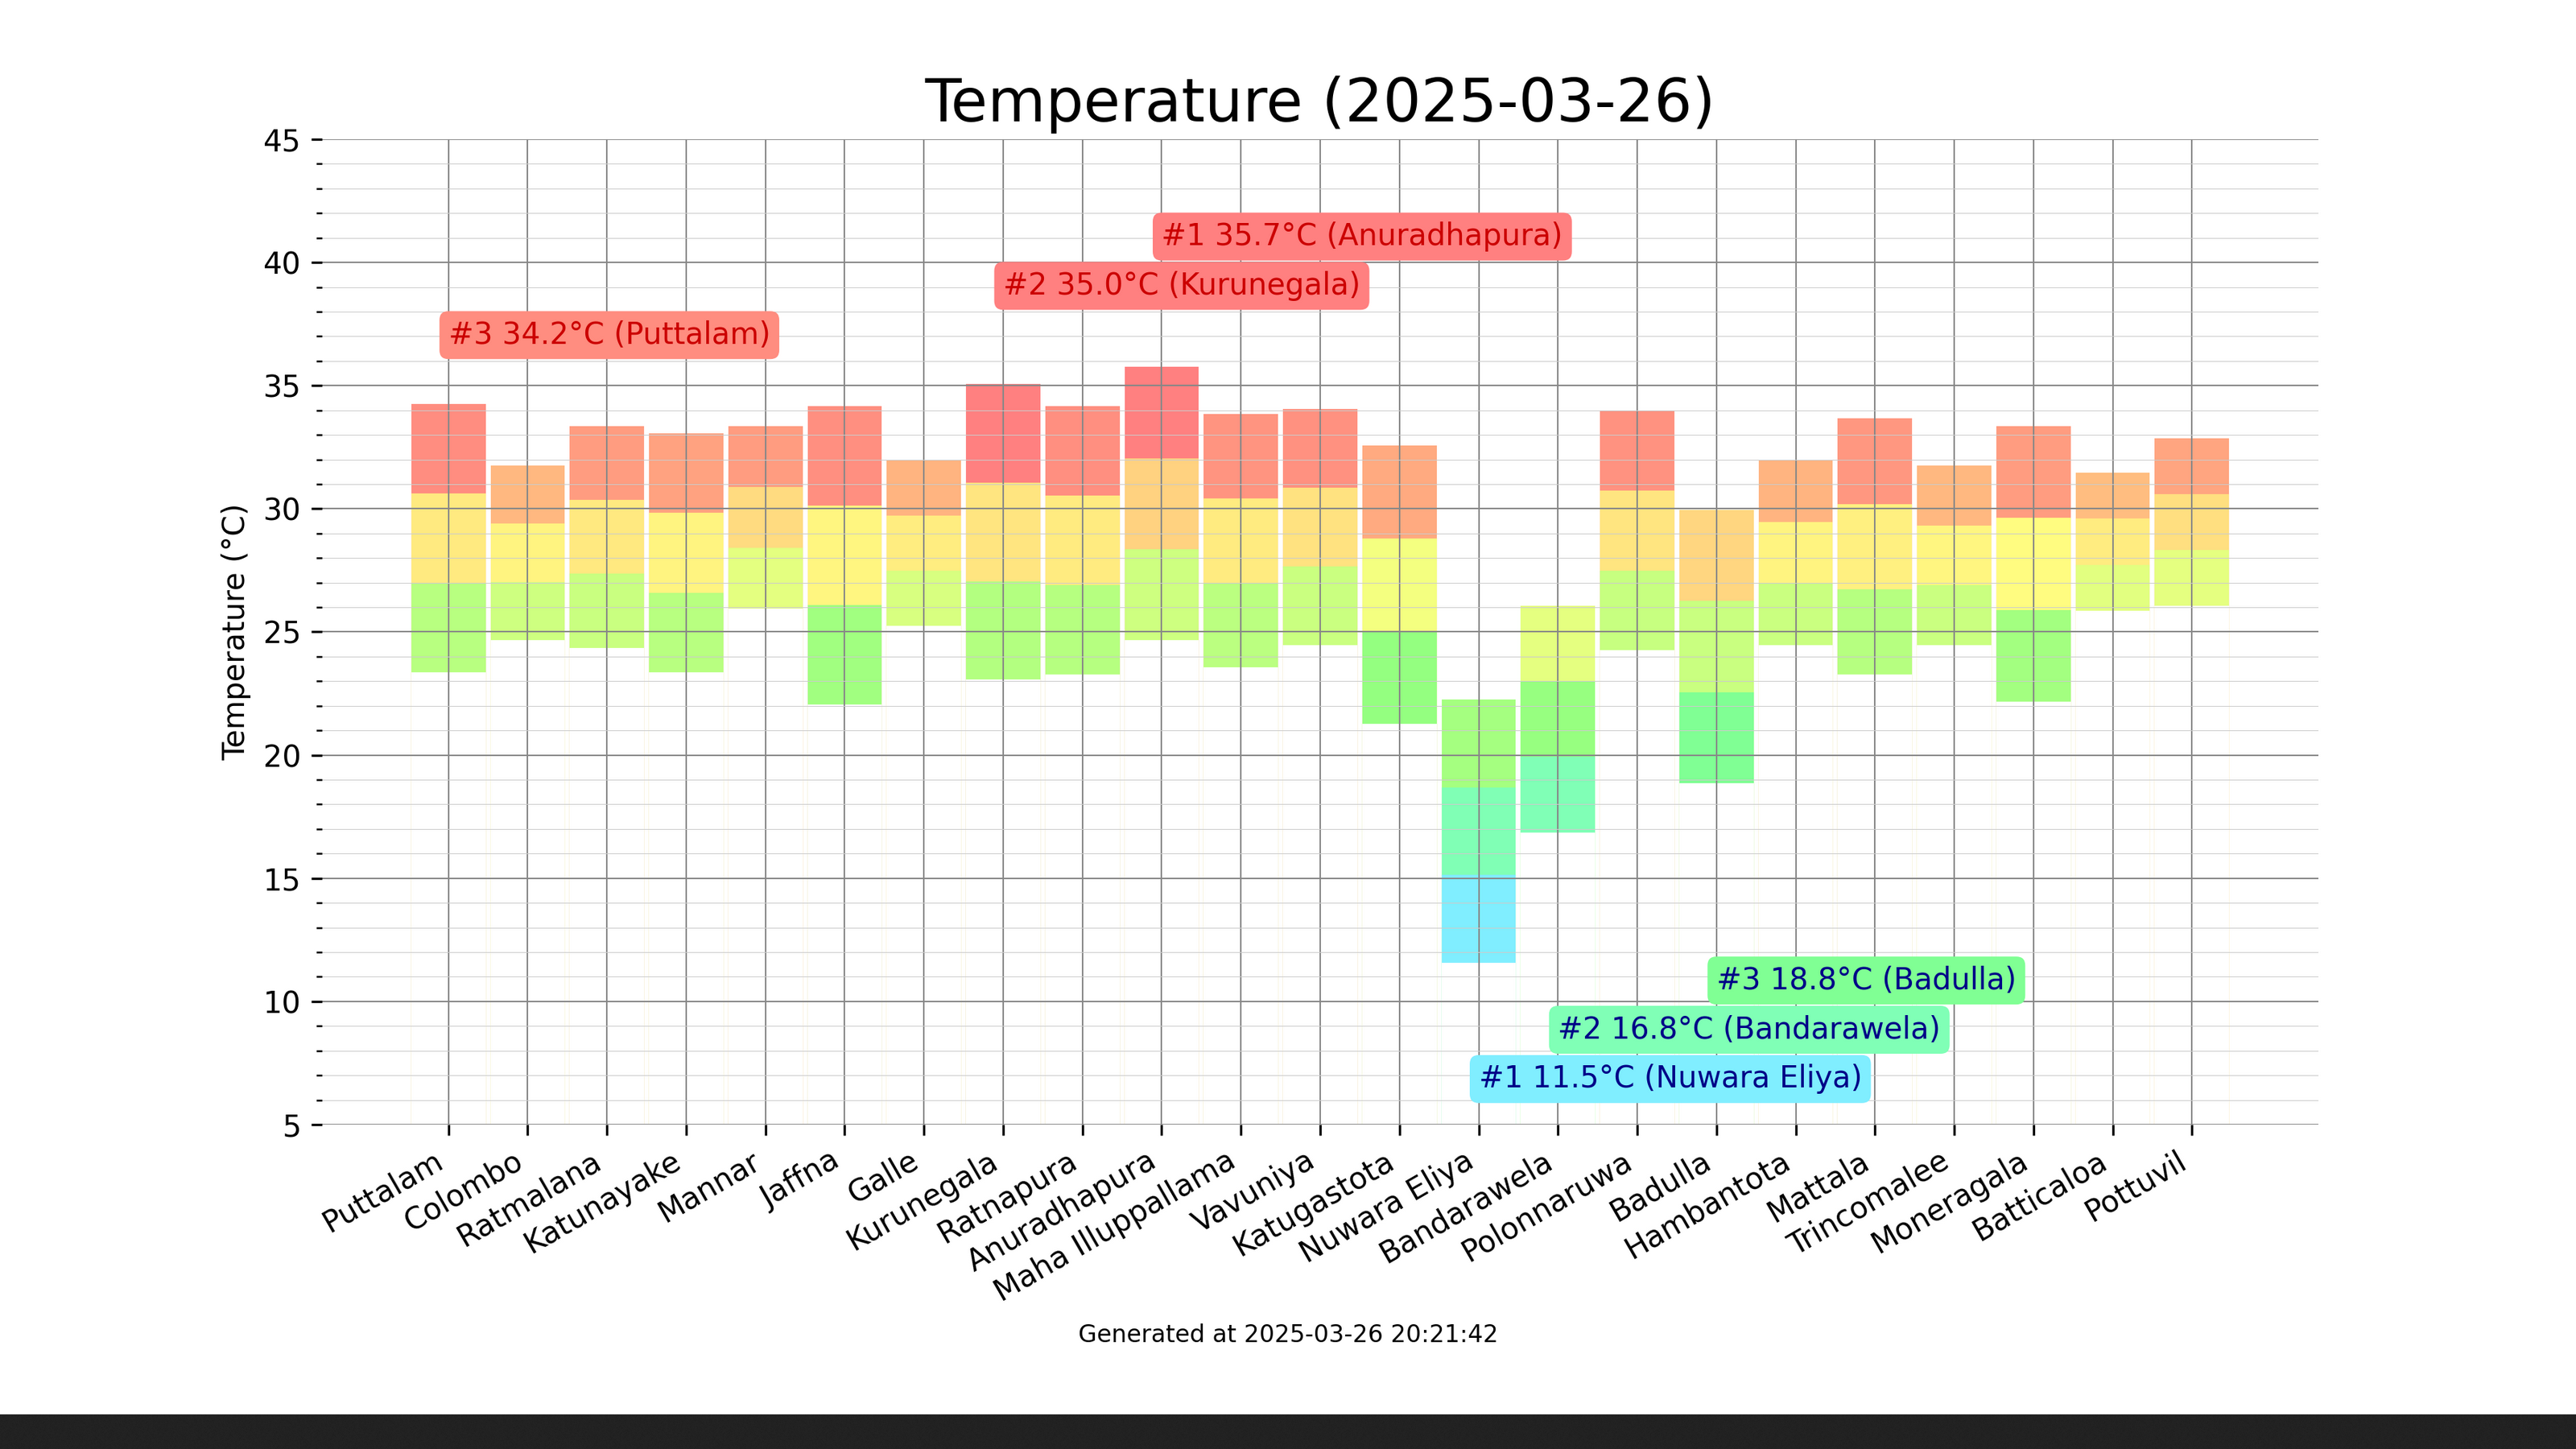 Temperature (2025-03-26)
45
40
35
30
25
20
15
10
5
Temperature (°C)
#1 35.7°C (Anuradhapura)
#2 35.0°C (Kurunegala)
#3 34.2°C (Puttalam)
#3 18.8°C (Badulla)
#2 16.8°C (Bandarawela)
#1 11.5°C (Nuwara Eliya)
Puttalam
Colombo
Ratmalana
Katunayake
Mannar
Jaffna
Galle
Kurunegala
Ratnapura
Anuradhapura
Maha Illuppallama
Vavuniya
Katugastota
Nuwara Eliya
Bandarawela
Polonnaruwa
Badulla
Hambantota
Mattala
Trincomalee
Moneragala
Batticaloa
Pottuvil
Generated at 2025-03-26 20:21:42